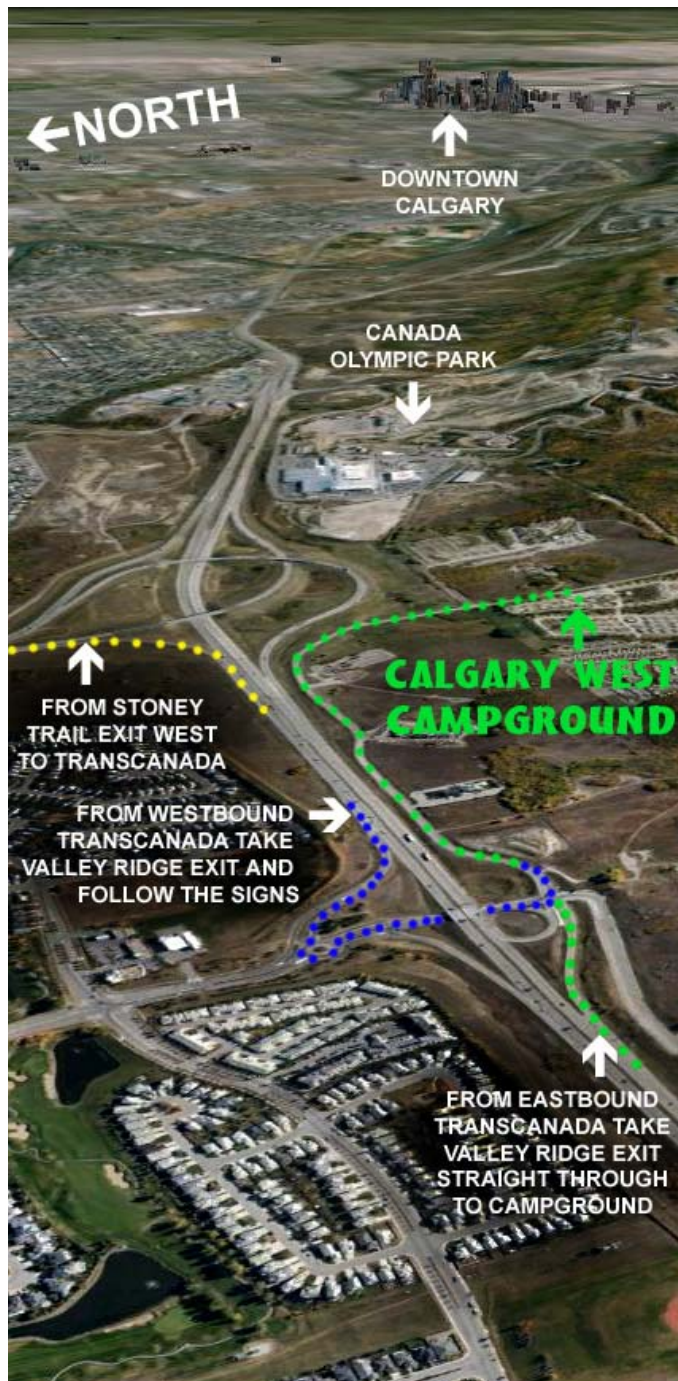 NORTH
DOWNTOWN
CALGARY
CANADA
OLYMPIC PARK
CALGARY WEST
CAMPGROUND
FROM STONEY
TRAIL EXIT WEST
TO TRANSCANADA
FROM WESTBOUND
TRANSCANADA TAKE
VALLEY RIDGE EXIT AND
FOLLOW THE SIGNS
FROM EASTBOUND
TRANSCANADA TAKE
VALLEY RIDGE EXIT
STRAIGHT THROUGH
TO CAMPGROUND